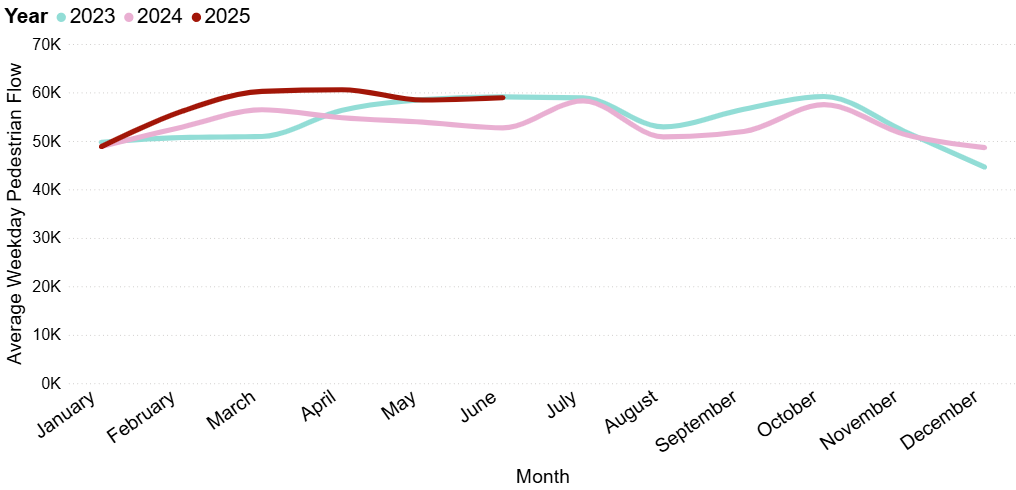 Year 2023 2024 2025
Average Weekday Pedestrian Flow
70K
60K
50K
40K
30K
20K
10K
0K
January February March April May June July August September October November December
Month